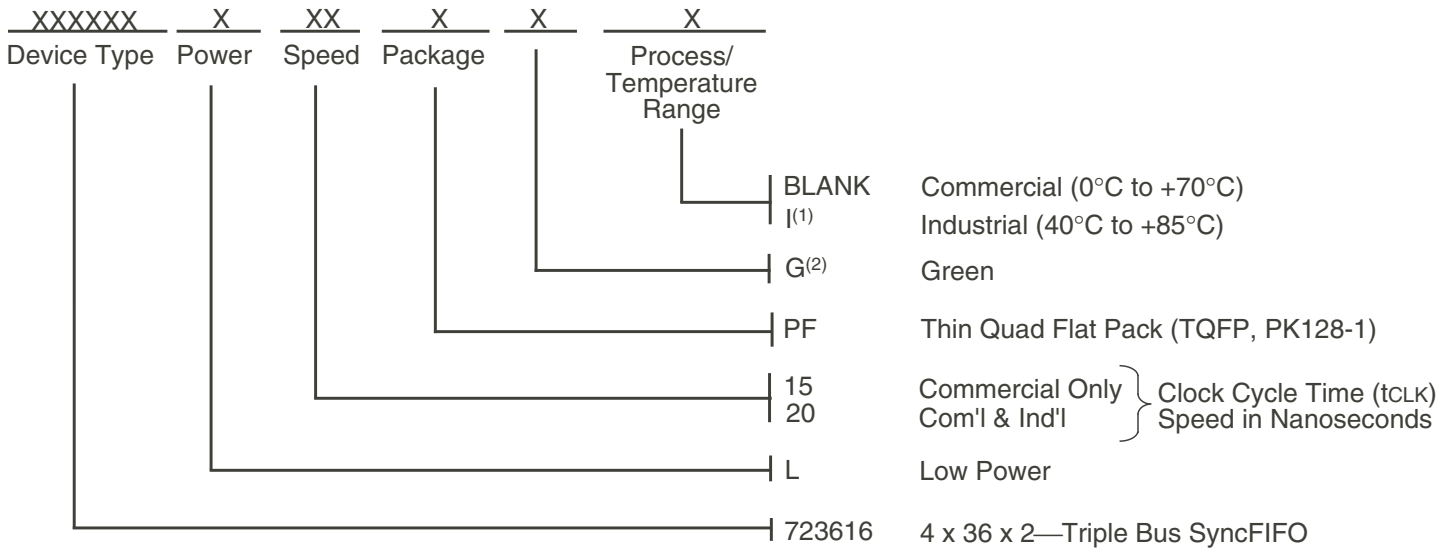 XXXXXX X XX X X X
Device Type Power Speed Package Process/
Temperature
Range
BLANK Commercial (0°C to +70°C)
I(1) Industrial (40°C to +85°C)
G(2) Green
PF Thin Quad Flat Pack (TQFP, PK128-1)
15 Commercial Only Clock Cycle Time (tCLK)
20 Com'l & Ind'l Speed in Nanoseconds
L Low Power
723616 4 x 36 x 2—Triple Bus SyncFIFO